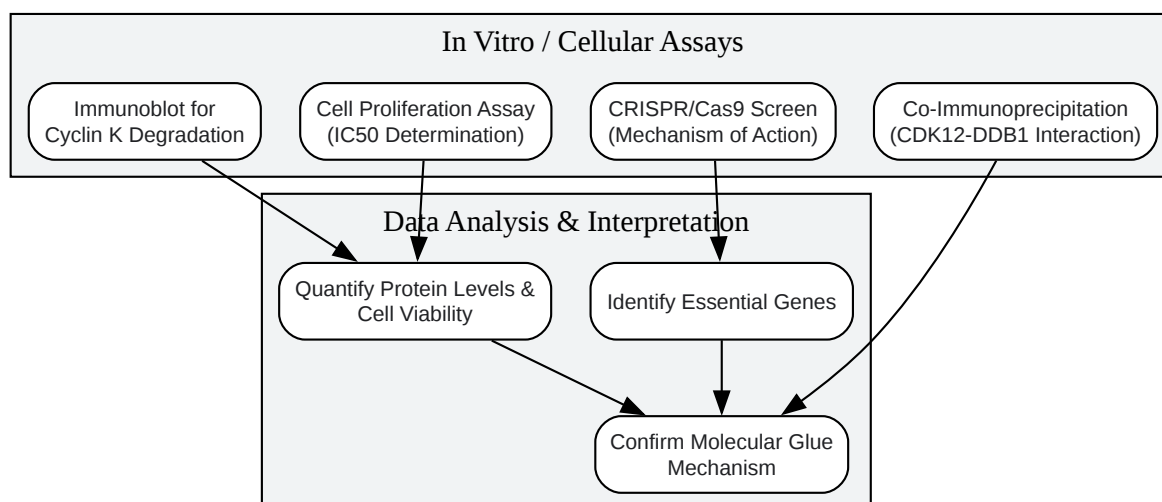 In Vitro / Cellular Assays
Immunoblot for
Cyclin K Degradation
Cell Proliferation Assay
(IC50 Determination)
CRISPR/Cas9 Screen
(Mechanism of Action)
Co-Immunoprecipitation
(CDK12-DDB1 Interaction)
Data Analysis & Interpretation
Quantify Protein Levels &
Cell Viability
Identify Essential Genes
Confirm Molecular Glue
Mechanism